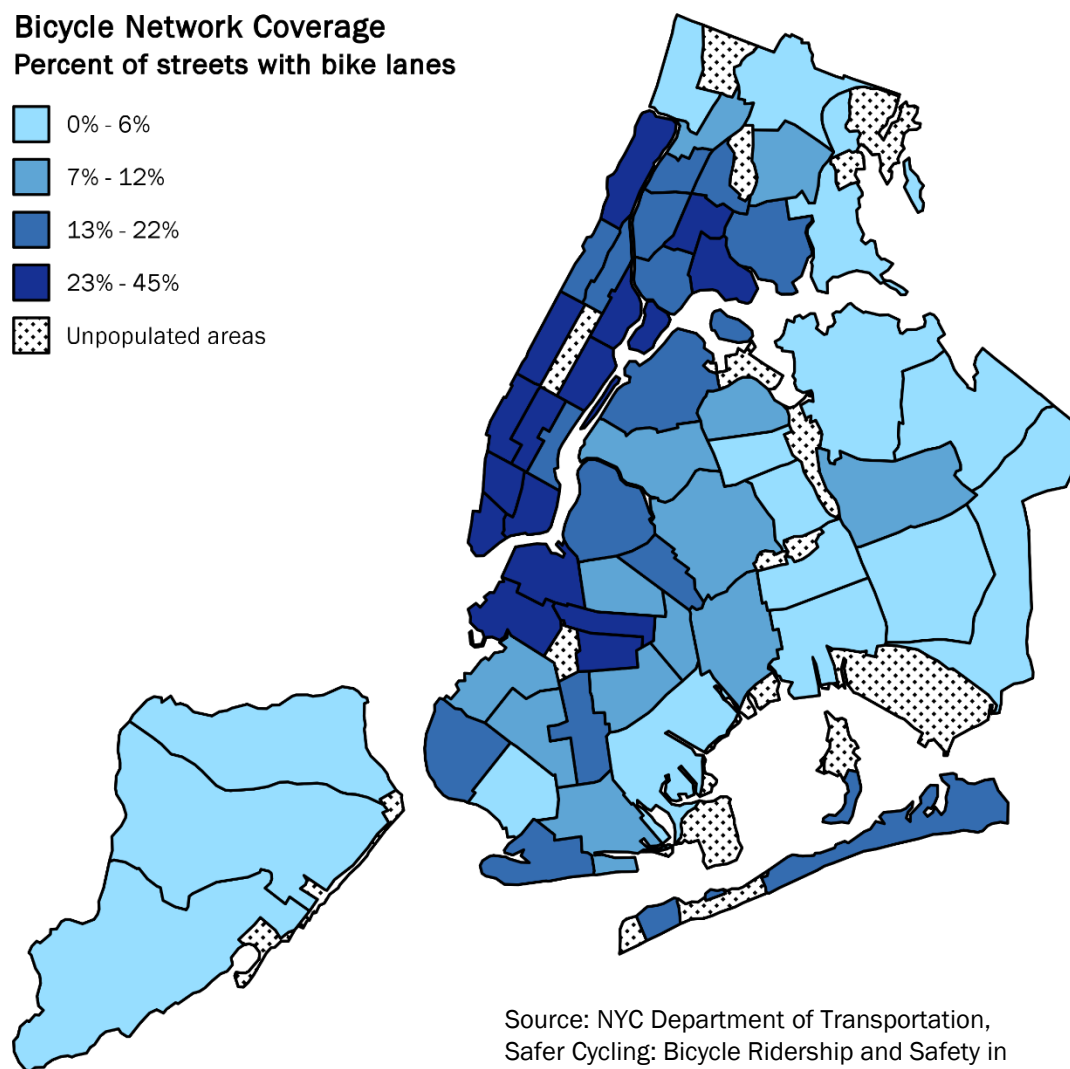 Bicycle Network Coverage
Percent of streets with bike lanes
0% - 6%
7% - 12%
13% - 22%
23% - 45%
Unpopulated areas
Source: NYC Department of Transportation,
Safer Cycling: Bicycle Ridership and Safety in